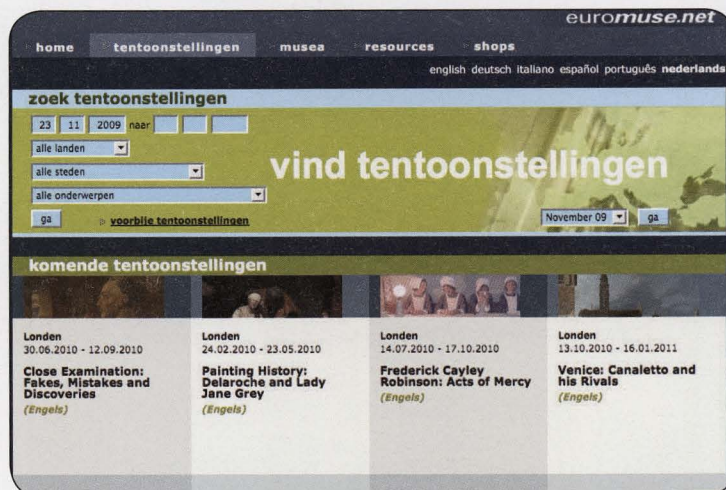 euromuse.net
home tentoonstellingen musea resources shops
english deutsch italiano español português nederlands
zoek tentoonstellingen
23 11 2009 naar
alle landen
alle steden
alle onderwerpen
ga voorbije tentoonstellingen
vind tentoonstellingen
November 09 ga
komende tentoonstellingen
Londen
30.06.2010 - 12.09.2010
Close Examination:
Fakes, Mistakes and
Discoveries
(Engels)
Londen
24.02.2010 - 23.05.2010
Painting History:
Delaroche and Lady
Jane Grey
(Engels)
Londen
14.07.2010 - 17.10.2010
Frederick Cayley
Robinson: Acts of Mercy
(Engels)
Londen
13.10.2010 - 16.01.2011
Venice: Canaletto and
his Rivals
(Engels)